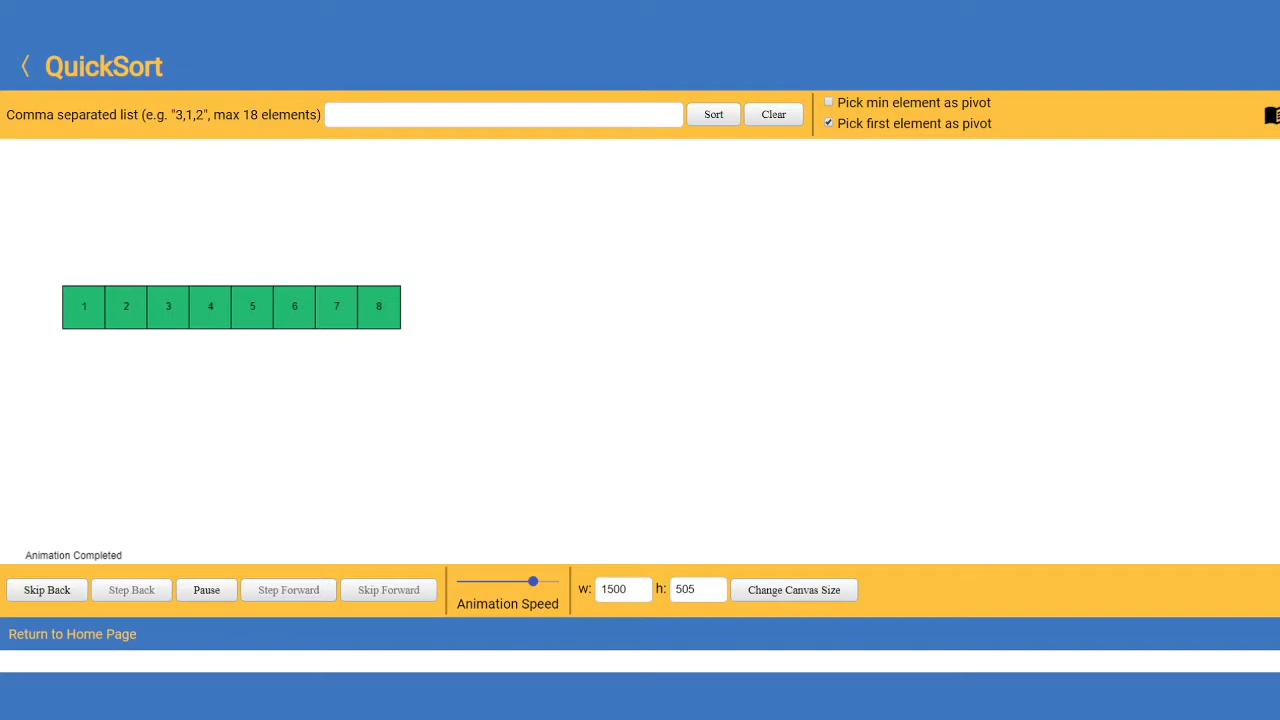 〈 QuickSort
Comma separated list (e.g. "3,1,2", max 18 elements) Sort Clear
Pick min element as pivot
Pick first element as pivot
1 2 3 4 5 6 7 8
Animation Completed
Skip Back Step Back Pause Step Forward Skip Forward
Animation Speed
w: 1500 h: 505 Change Canvas Size
Return to Home Page